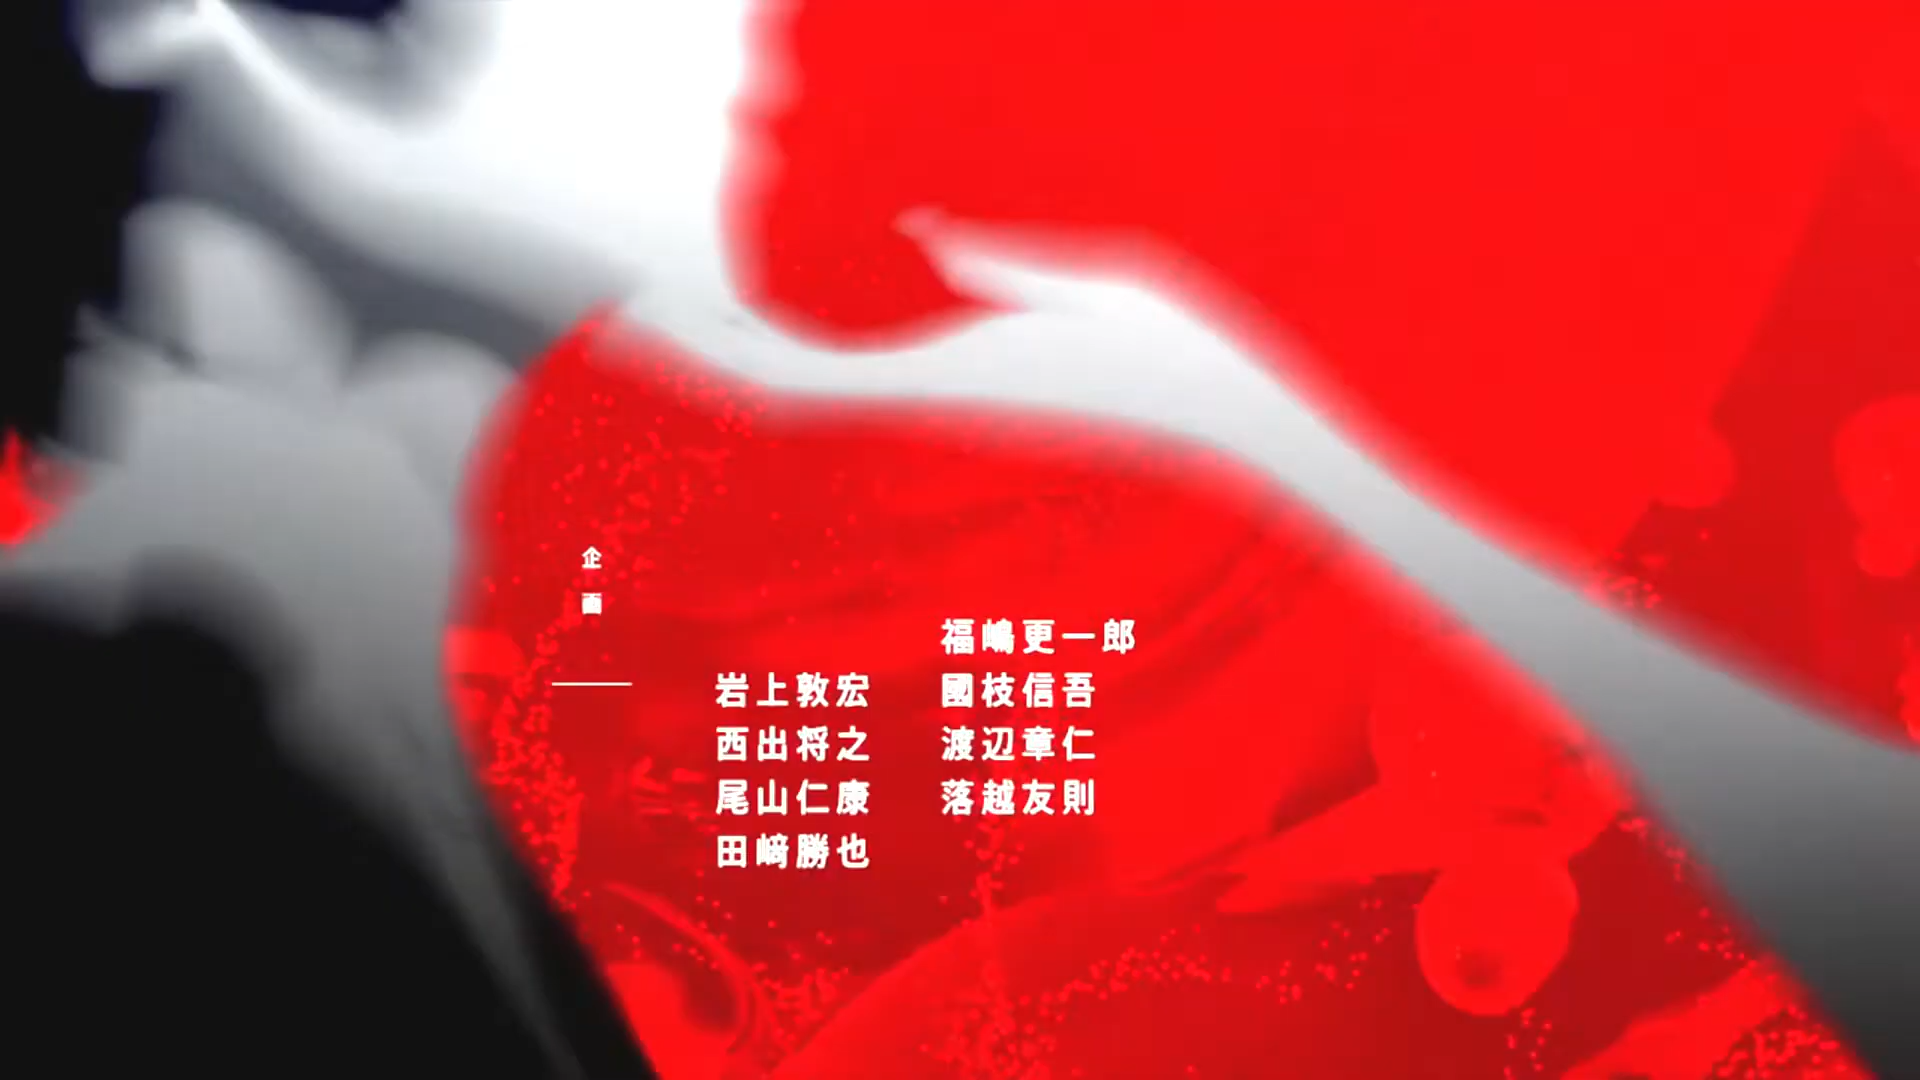 企画
岩上敦宏
西出将之
尾山仁康
田﨑勝也
福嶋更一郎
國枝信吾
渡辺章仁
落越友則